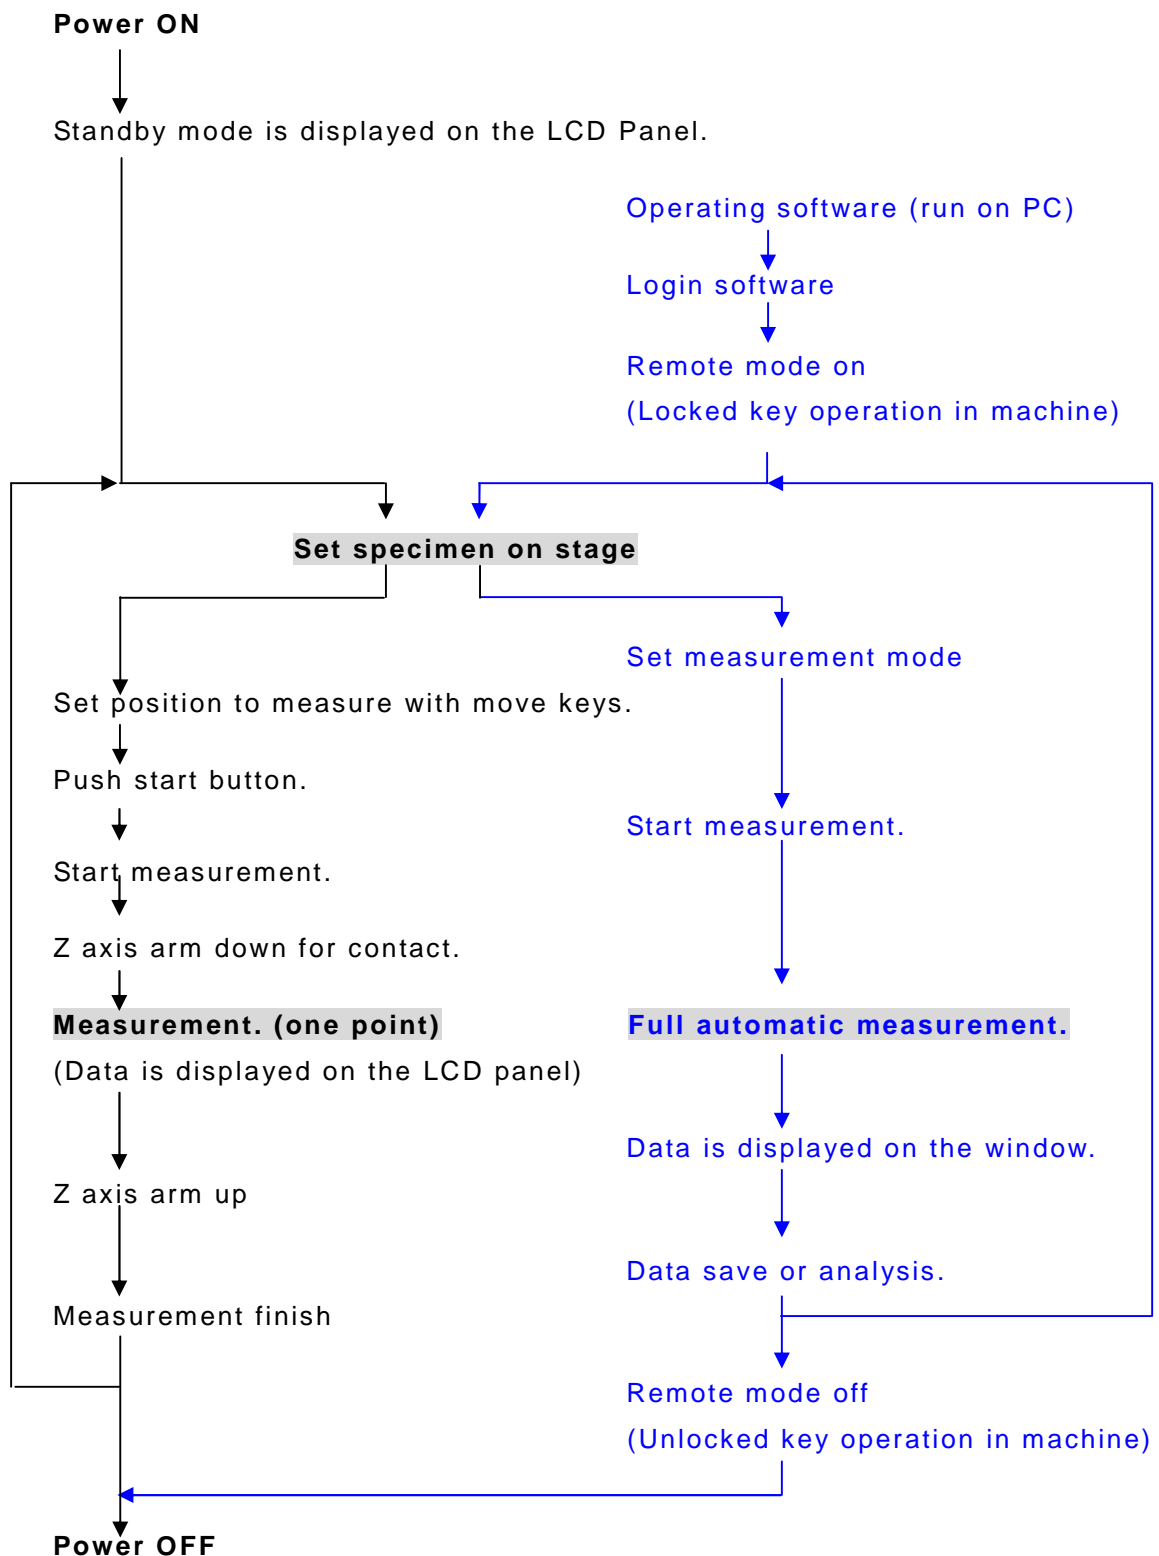 Power ON
Standby mode is displayed on the LCD Panel.
Operating software (run on PC)
Login software
Remote mode on
(Locked key operation in machine)
Set specimen on stage
Set measurement mode
Set position to measure with move keys.
Push start button.
Start measurement.
Start measurement.
Z axis arm down for contact.
Measurement. (one point)
Full automatic measurement.
(Data is displayed on the LCD panel)
Data is displayed on the window.
Z axis arm up
Data save or analysis.
Measurement finish
Remote mode off
(Unlocked key operation in machine)
Power OFF